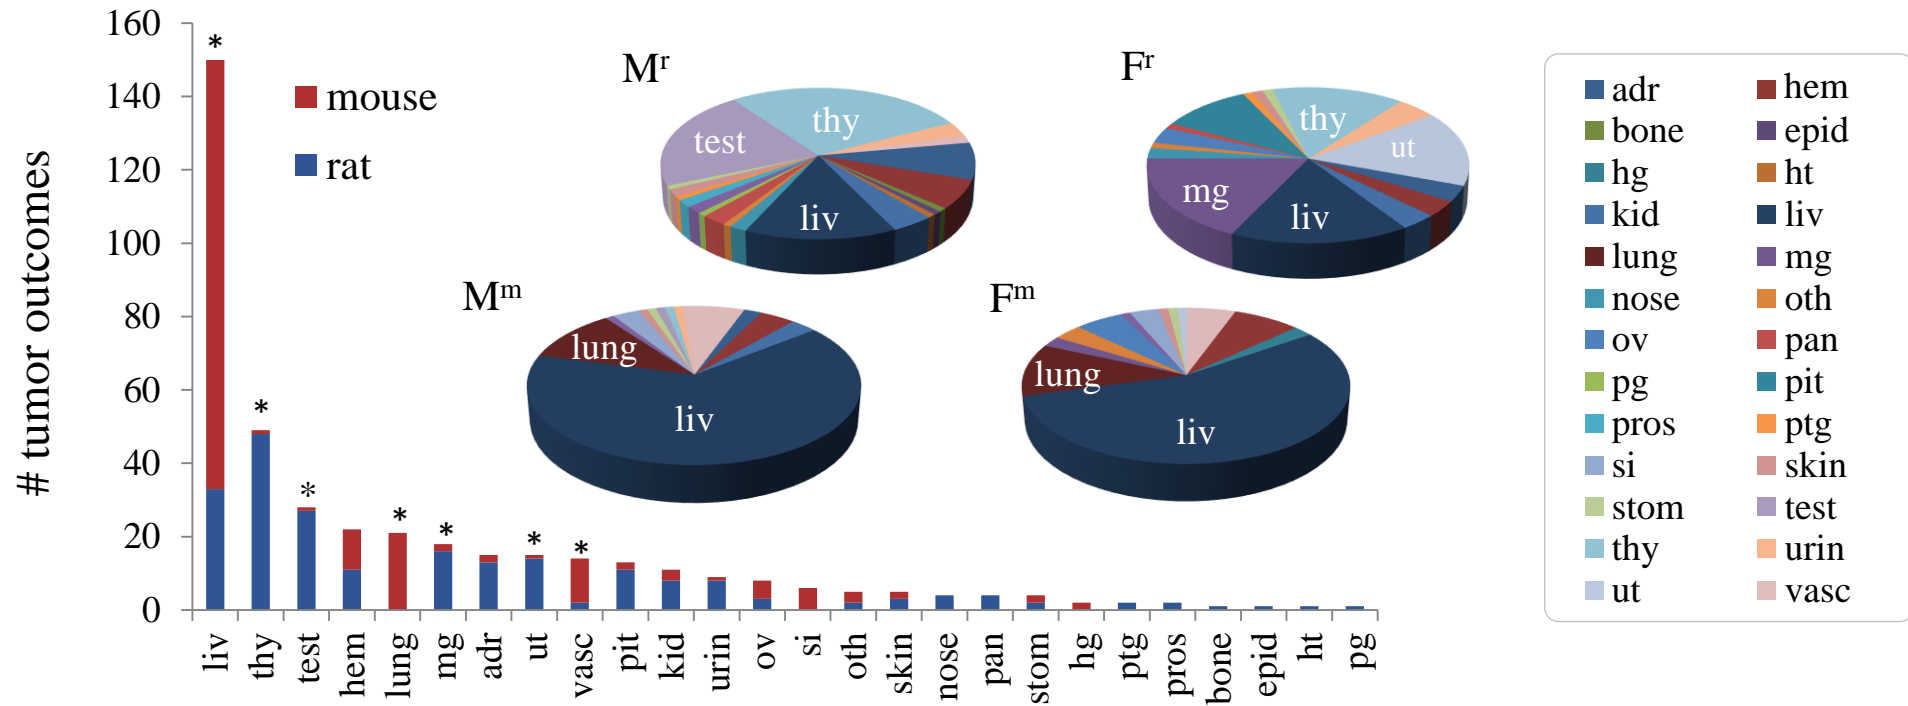 # tumor outcomes
160
140
120
100
80
60
40
20
0
*
*
*
*
*
*
*
mouse
rat
liv
thy
test
hem
lung
mg
adr
ut
vasc
pit
kid
urin
ov
si
oth
skin
nose
pan
stom
hg
ptg
pros
bone
epid
ht
pg
Mʳ
thy
test
liv
Fʳ
thy
ut
mg
liv
Mᵐ
lung
liv
Fᵐ
lung
liv
adr hem
bone epid
hg ht
kid liv
lung mg
nose oth
ov pan
pg pit
pros ptg
si skin
stom test
thy urin
ut vasc